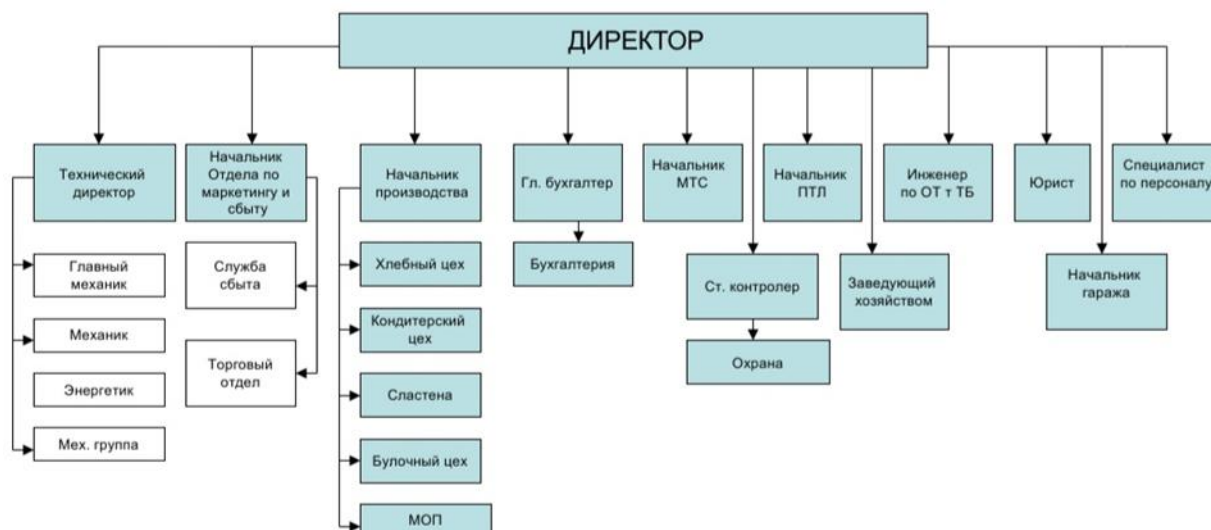 ДИРЕКТОР
Технический
директор
Начальник
Отдела по
маркетингу и
сбыту
Начальник
производства
Гл. бухгалтер
Начальник
МТС
Начальник
ПТЛ
Инженер
по ОТ т ТБ
Юрист
Специалист
по персоналу
Главный
механик
Механик
Энергетик
Мех. группа
Служба
сбыта
Торговый
отдел
Хлебный цех
Кондитерский
цех
Сластена
Булочный цех
МОП
Бухгалтерия
Ст. контролер
Охрана
Заведующий
хозяйством
Начальник
гаража